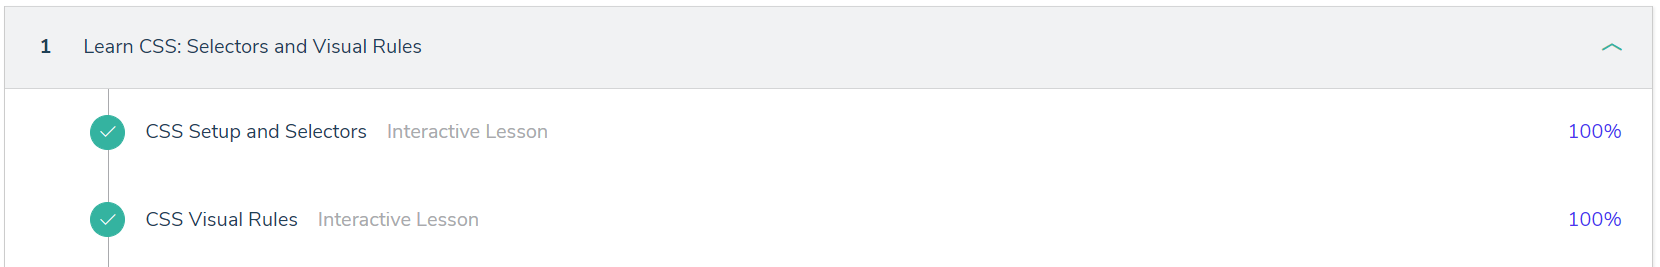 1 Learn CSS: Selectors and Visual Rules
CSS Setup and Selectors Interactive Lesson 100%
CSS Visual Rules Interactive Lesson 100%